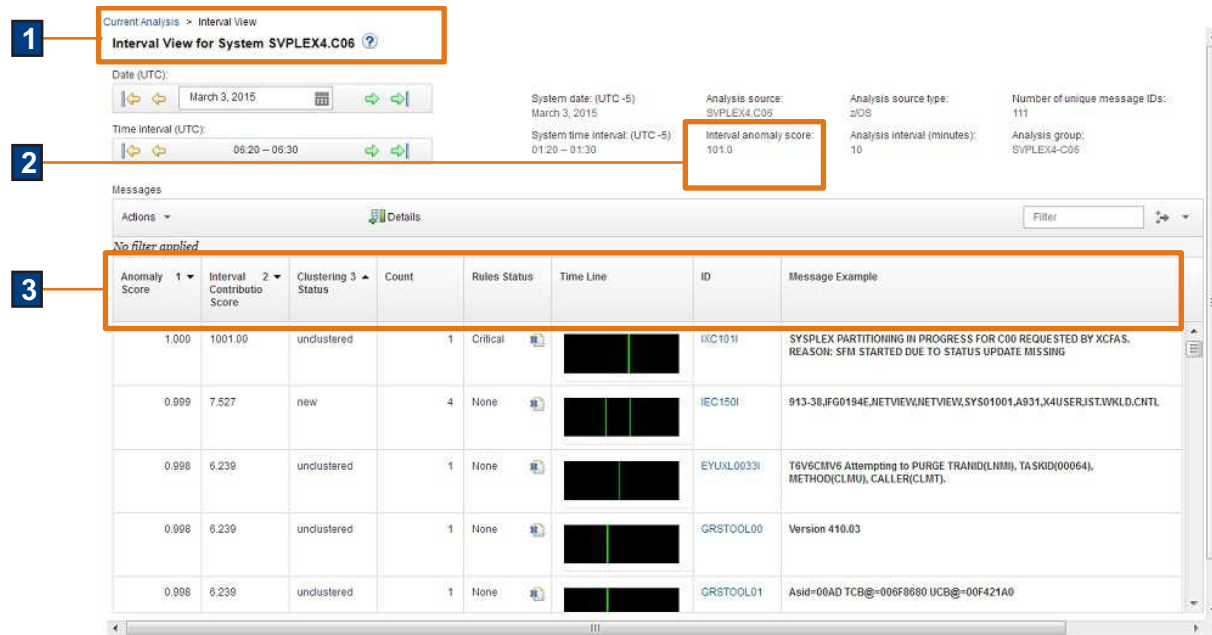 1
Current Analysis > Interval View
Interval View for System SVPLEX4.C06 ?
Date (UTC):
March 3, 2015
Time interval (UTC):
06:20 -- 06:30
System date: (UTC -5)
March 3, 2015
Analysis source:
SVPLEX4.C06
Analysis source type:
z/OS
Number of unique message IDs:
111
2
System time interval: (UTC -5)
01:20 -- 01:30
Interval anomaly score:
101.0
Analysis interval (minutes):
10
Analysis group:
SVPLEX4-C06
Messages
Actions
Details
Filter
No filter applied
3
Anomaly 1
Score
Interval 2
Contributio
Score
Clustering 3
Status
Count
Rules Status
Time Line
ID
Message Example
1.000 1001.00 unclustered 1 Critical IXC101I SYSPLEX PARTITIONING IN PROGRESS FOR C00 REQUESTED BY XCFAS.
REASON: SFM STARTED DUE TO STATUS UPDATE MISSING
0.999 7.527 new 4 None IEC150I 913-38,IFG0194E,NETVIEW,NETVIEW,SYS01001,A931,X4USER,IST.WKLD.CNTL
0.998 6.239 unclustered 1 None EYUXL0033I T6V6CMV6 Attempting to PURGE TRANID(LNMI), TASKID(00064),
METHOD(CLMU), CALLER(CLMT).
0.998 6.239 unclustered 1 None GRSTOOL00 Version 410.03
0.998 6.239 unclustered 1 None GRSTOOL01 Asid=00AD TCB@=006F8680 UCB@=00F421A0